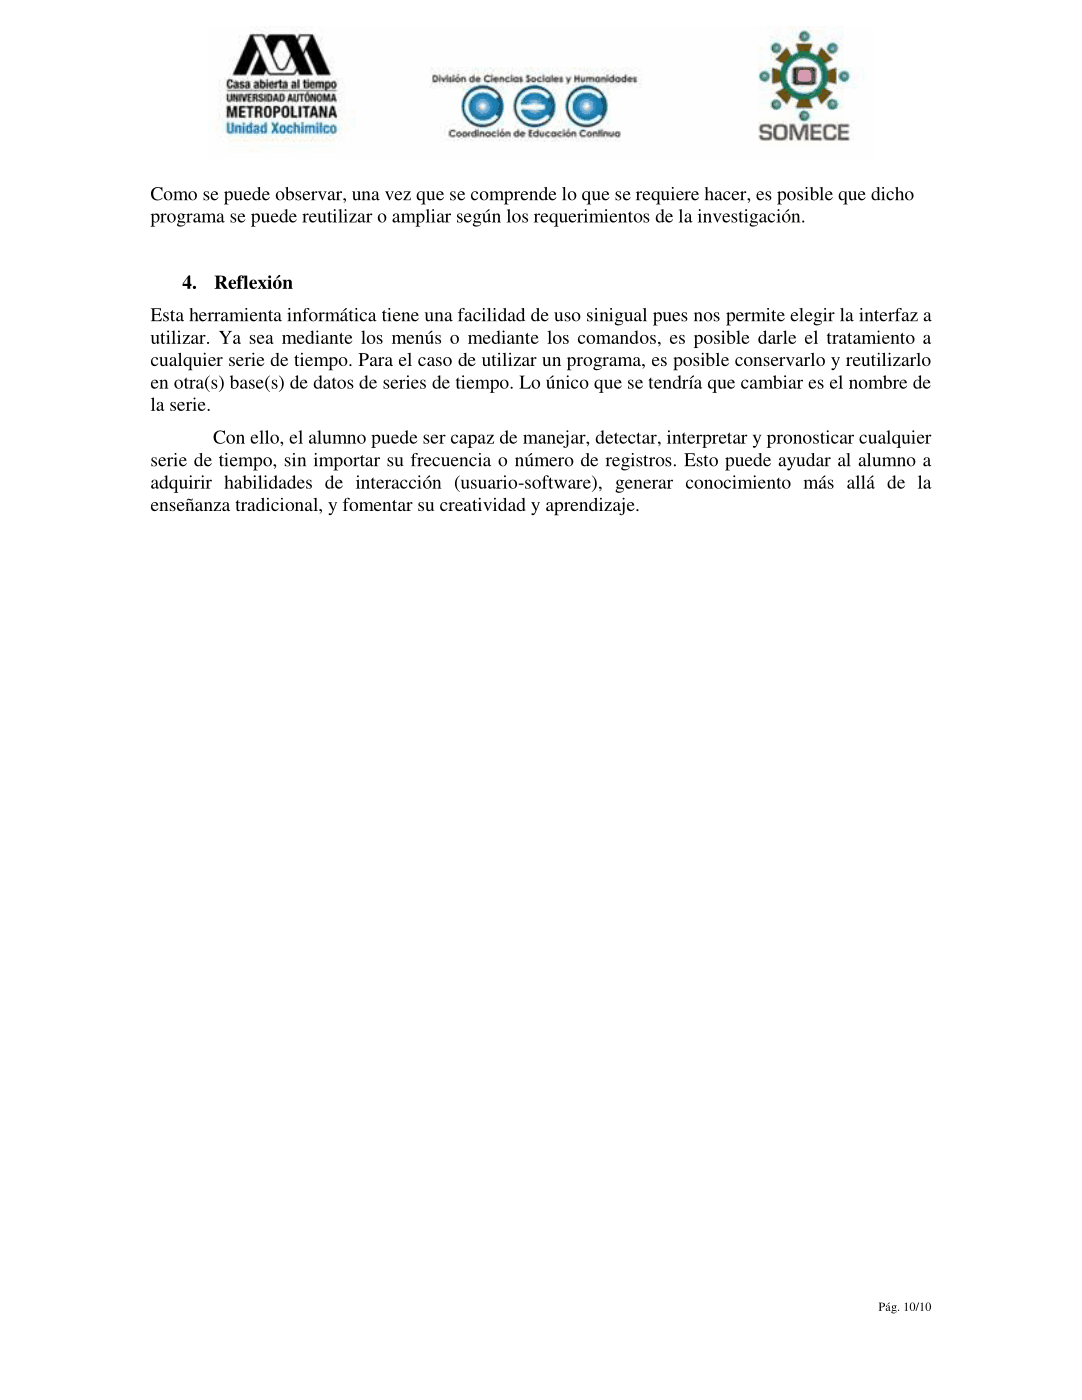 Casa abierta al tiempo
UNIVERSIDAD AUTÓNOMA
METROPOLITANA
Unidad Xochimilco
División de Ciencias Sociales y Humanidades
Coordinación de Educación Continua
SOMECE
Como se puede observar, una vez que se comprende lo que se requiere hacer, es posible que dicho
programa se puede reutilizar o ampliar según los requerimientos de la investigación.
4. Reflexión
Esta herramienta informática tiene una facilidad de uso sinigual pues nos permite elegir la interfaz a
utilizar. Ya sea mediante los menús o mediante los comandos, es posible darle el tratamiento a
cualquier serie de tiempo. Para el caso de utilizar un programa, es posible conservarlo y reutilizarlo
en otra(s) base(s) de datos de series de tiempo. Lo único que se tendría que cambiar es el nombre de
la serie.
Con ello, el alumno puede ser capaz de manejar, detectar, interpretar y pronosticar cualquier
serie de tiempo, sin importar su frecuencia o número de registros. Esto puede ayudar al alumno a
adquirir habilidades de interacción (usuario-software), generar conocimiento más allá de la
enseñanza tradicional, y fomentar su creatividad y aprendizaje.
Pág. 10/10